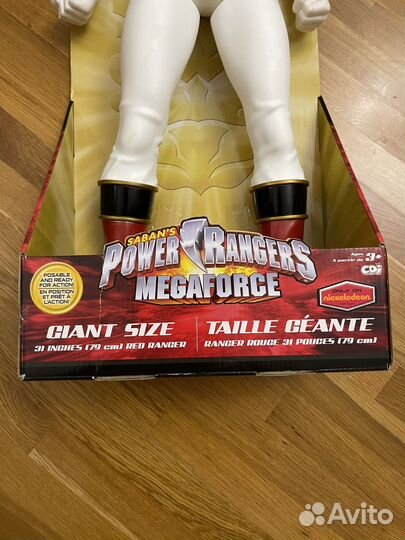 SABAN'S
POWER RANGERS
MEGAFORCE
POSABLE
AND READY
FOR ACTION!
EN POSITION
ET PRÊT À
L'ACTION!
Ages 3+
À partir de
CDI
ONLY ON
nickelodeon
GIANT SIZE
31 INCHES (79 cm) RED RANGER
TAILLE GÉANTE
RANGER ROUGE 31 POUCES (79 cm)
Avito